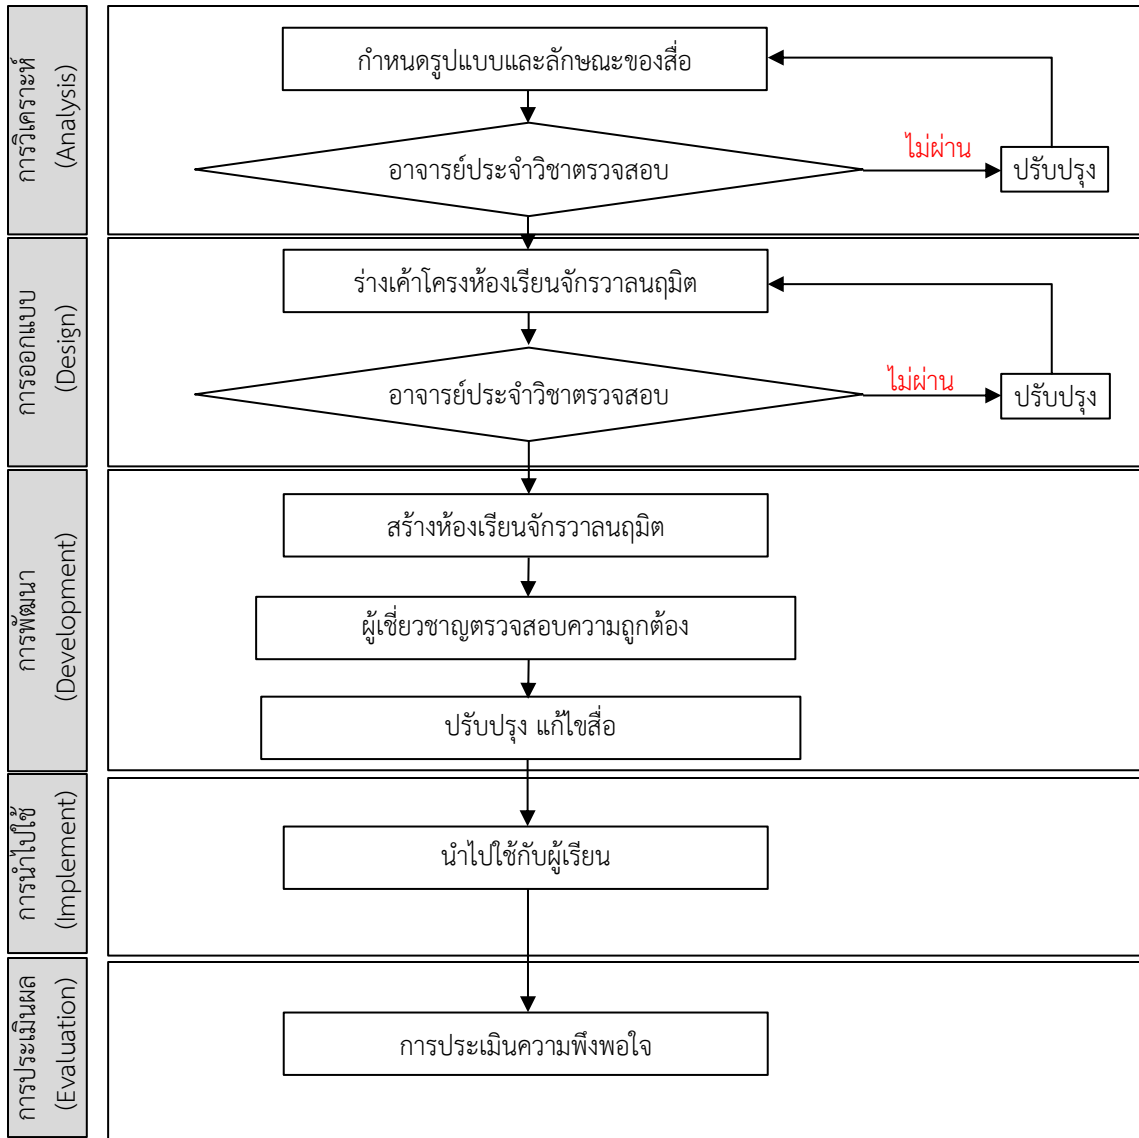 การวิเคราะห์
(Analysis)
กำหนดรูปแบบและลักษณะของสื่อ
อาจารย์ประจำวิชาตรวจสอบ
ไม่ผ่าน
ปรับปรุง
การออกแบบ
(Design)
ร่างเค้าโครงห้องเรียนจักรวาลนฤมิต
อาจารย์ประจำวิชาตรวจสอบ
ไม่ผ่าน
ปรับปรุง
การพัฒนา
(Development)
สร้างห้องเรียนจักรวาลนฤมิต
ผู้เชี่ยวชาญตรวจสอบความถูกต้อง
ปรับปรุง แก้ไขสื่อ
การนำไปใช้
(Implement)
นำไปใช้กับผู้เรียน
การประเมินผล
(Evaluation)
การประเมินความพึงพอใจ